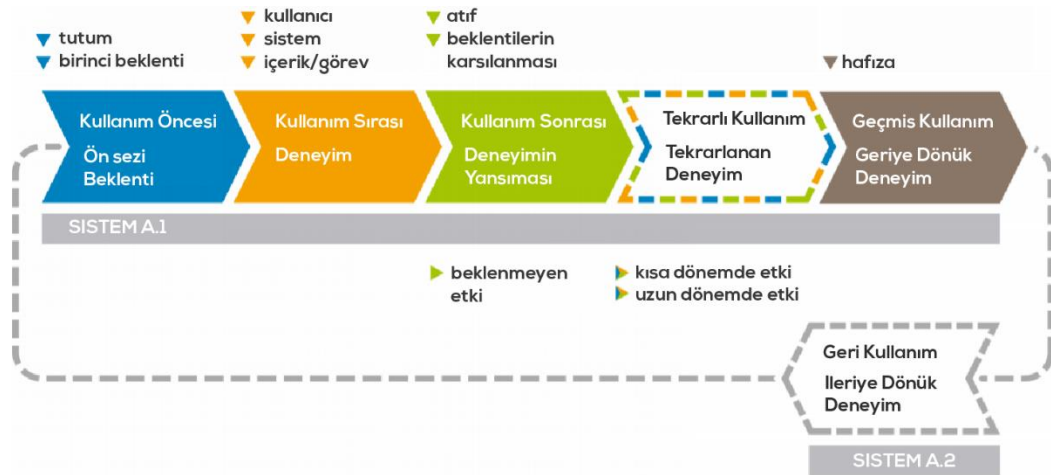 tutum
birinci beklenti
kullanıcı
sistem
içerik/görev
atıf
beklentilerin
karsılanması
hafıza
Kullanım Öncesi
Ön sezi
Beklenti
Kullanım Sırası
Deneyim
Kullanım Sonrası
Deneyimin
Yansıması
Tekrarlı Kullanım
Tekrarlanan
Deneyim
Geçmis Kullanım
Geriye Dönük
Deneyim
SISTEM A.1
beklenmeyen
etki
kısa dönemde etki
uzun dönemde etki
Geri Kullanım
Ileriye Dönük
Deneyim
SISTEM A.2